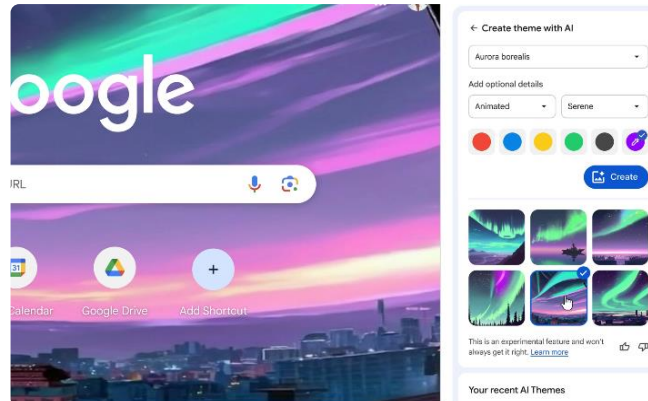 oogle
URL
31
Calendar
Google Drive
Add Shortcut
← Create theme with AI
Aurora borealis
Add optional details
Animated
Serene
Create
This is an experimental feature and won't
always get it right. Learn more
Your recent AI Themes